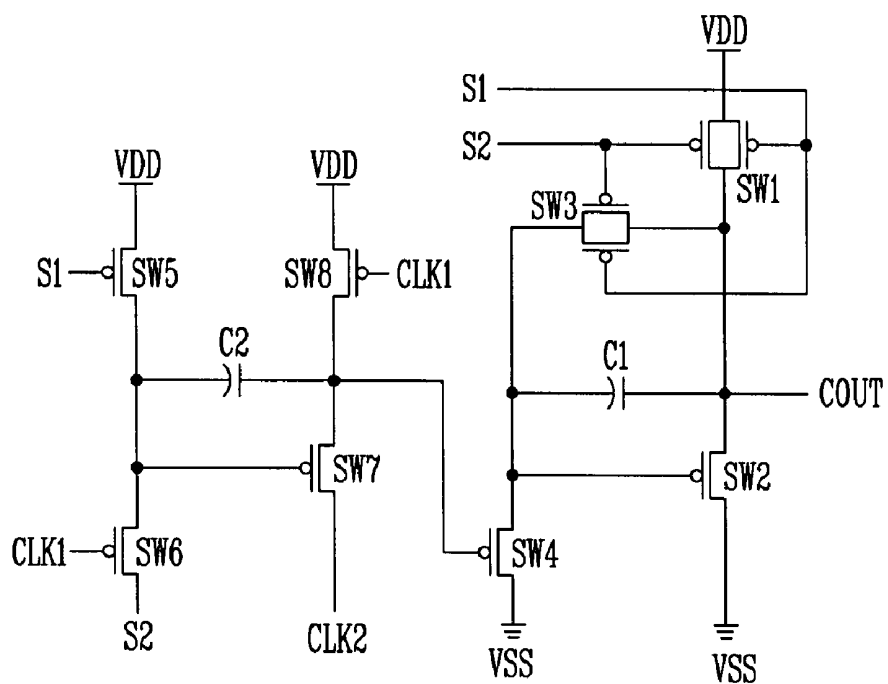 VDD
S1
S2
SW1
SW3
VDD
VDD
S1
SW5
SW8
CLK1
C2
C1
COUT
SW7
SW2
CLK1
SW6
SW4
S2
CLK2
VSS
VSS